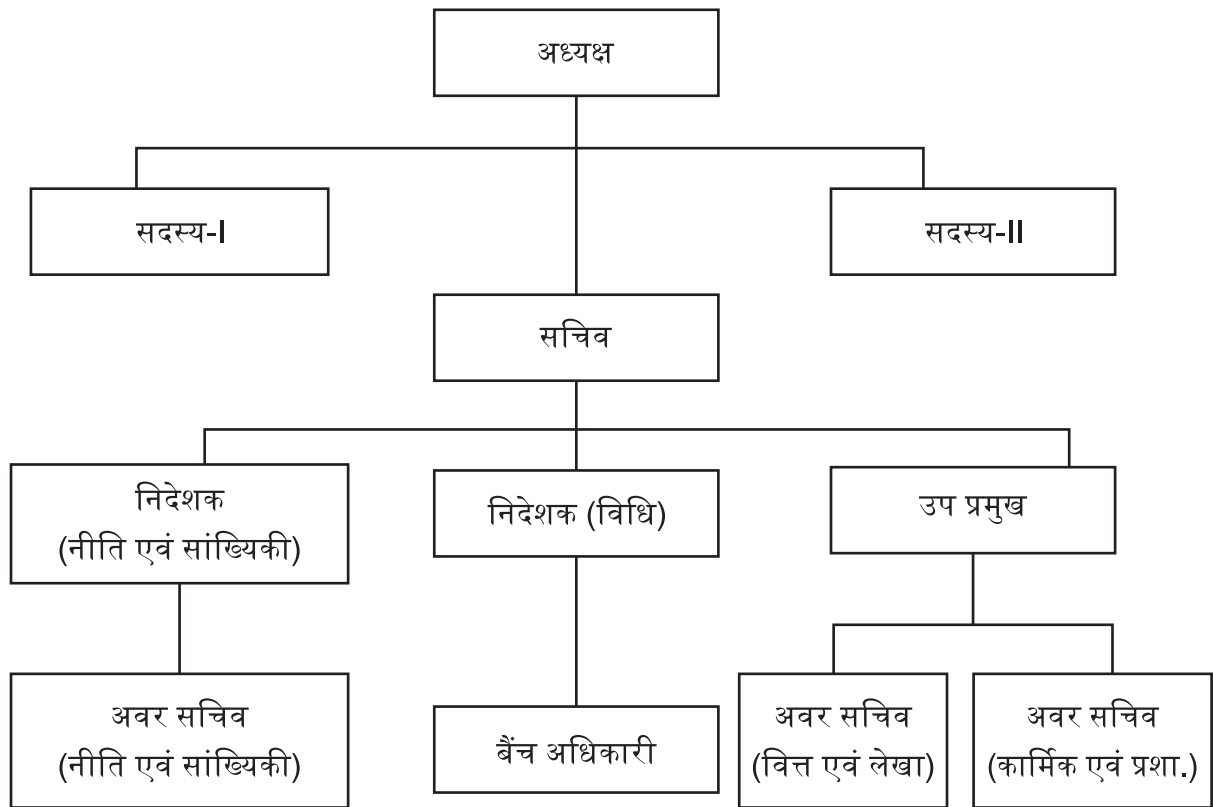 अध्यक्ष
सदस्य-I
सदस्य-II
सचिव
निदेशक
(नीति एवं सांख्यिकी)
निदेशक (विधि)
उप प्रमुख
अवर सचिव
(नीति एवं सांख्यिकी)
बैंच अधिकारी
अवर सचिव
(वित्त एवं लेखा)
अवर सचिव
(कार्मिक एवं प्रशा.)